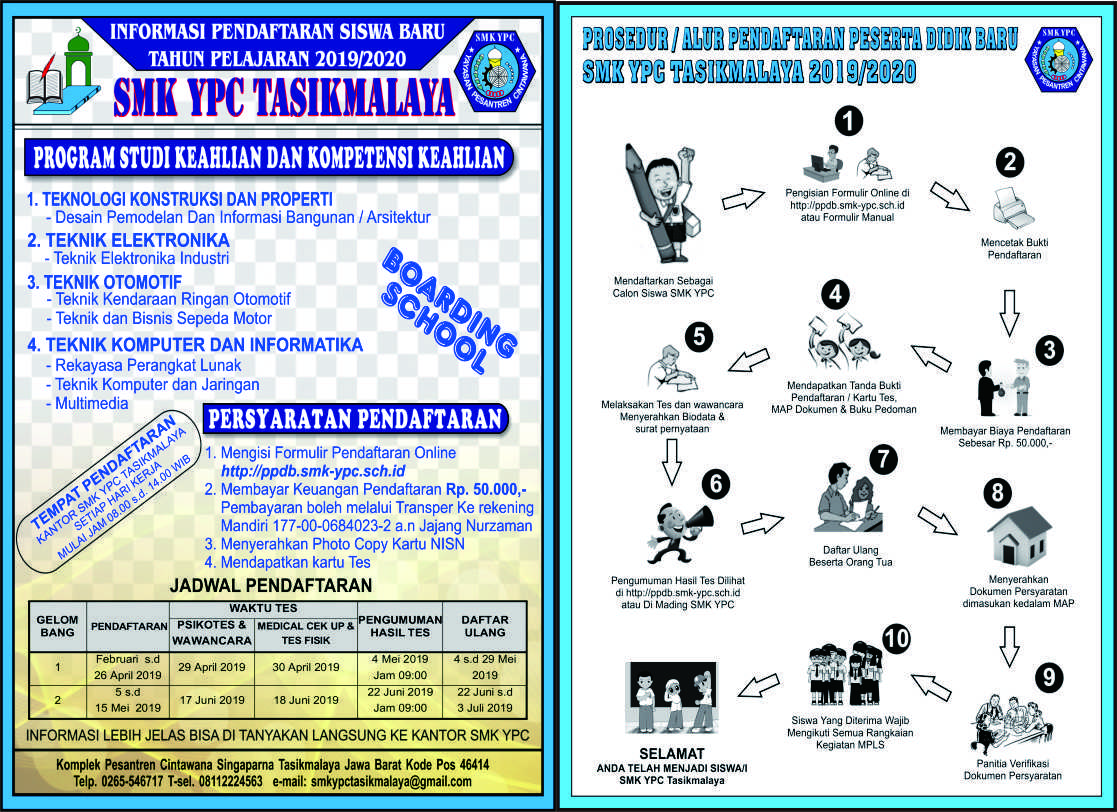 INFORMASI PENDAFTARAN SISWA BARU
TAHUN PELAJARAN 2019/2020
SMK YPC TASIKMALAYA
SMK YPC
YAYASAN PESANTREN CINTAWANA
PROGRAM STUDI KEAHLIAN DAN KOMPETENSI KEAHLIAN
1. TEKNOLOGI KONSTRUKSI DAN PROPERTI
- Desain Pemodelan Dan Informasi Bangunan / Arsitektur
2. TEKNIK ELEKTRONIKA
- Teknik Elektronika Industri
3. TEKNIK OTOMOTIF
- Teknik Kendaraan Ringan Otomotif
- Teknik dan Bisnis Sepeda Motor
4. TEKNIK KOMPUTER DAN INFORMATIKA
- Rekayasa Perangkat Lunak
- Teknik Komputer dan Jaringan
- Multimedia
BOARDING
SCHOOL
TEMPAT PENDAFTARAN
KANTOR SMK YPC TASIKMALAYA
SETIAP HARI KERJA
MULAI JAM 08.00 s.d. 14.00 WIB
PERSYARATAN PENDAFTARAN
1. Mengisi Formulir Pendaftaran Online
http://ppdb.smk-ypc.sch.id
2. Membayar Keuangan Pendaftaran Rp. 50.000,-
Pembayaran boleh melalui Transper Ke rekening
Mandiri 177-00-0684023-2 a.n Jajang Nurzaman
3. Menyerahkan Photo Copy Kartu NISN
4. Mendapatkan kartu Tes
JADWAL PENDAFTARAN
GELOM BANG PENDAFTARAN WAKTU TES PENGUMUMAN HASIL TES DAFTAR ULANG
PSIKOTES & WAWANCARA MEDICAL CEK UP & TES FISIK
1 Februari s.d 26 April 2019 29 April 2019 30 April 2019 4 Mei 2019 Jam 09:00 4 s.d 29 Mei 2019
2 5 s.d 15 Mei 2019 17 Juni 2019 18 Juni 2019 22 Juni 2019 Jam 09:00 22 Juni s.d 3 Juli 2019
INFORMASI LEBIH JELAS BISA DI TANYAKAN LANGSUNG KE KANTOR SMK YPC
Komplek Pesantren Cintawana Singaparna Tasikmalaya Jawa Barat Kode Pos 46414
Telp. 0265-546717 T-sel. 08112224563 e-mail: smkypctasikmalaya@gmail.com
PROSEDUR / ALUR PENDAFTARAN PESERTA DIDIK BARU
SMK YPC TASIKMALAYA 2019/2020
SMK YPC
YAYASAN PESANTREN CINTAWANA
Mendaftarkan Sebagai
Calon Siswa SMK YPC
1
Pengisian Formulir Online di
http://ppdb.smk-ypc.sch.id
atau Formulir Manual
2
Mencetak Bukti
Pendaftaran
3
Membayar Biaya Pendaftaran
Sebesar Rp. 50.000,-
4
Mendapatkan Tanda Bukti
Pendaftaran / Kartu Tes,
MAP Dokumen & Buku Pedoman
5
Melaksakan Tes dan wawancara
Menyerahkan Biodata &
surat pernyataan
6
Pengumuman Hasil Tes Dilihat
di http://ppdb.smk-ypc.sch.id
atau Di Mading SMK YPC
7
Daftar Ulang
Beserta Orang Tua
8
Menyerahkan
Dokumen Persyaratan
dimasukan kedalam MAP
9
Panitia Verifikasi
Dokumen Persyaratan
10
Siswa Yang Diterima Wajib
Mengikuti Semua Rangkaian
Kegiatan MPLS
SELAMAT
ANDA TELAH MENJADI SISWA/I
SMK YPC Tasikmalaya